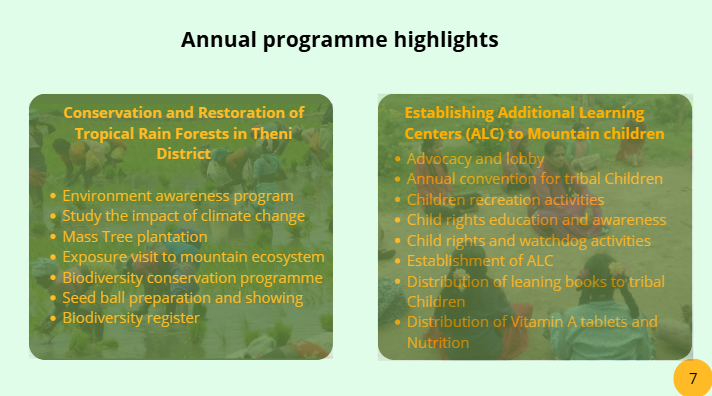 Annual programme highlights
Conservation and Restoration of
Tropical Rain Forests in Theni
District
• Environment awareness program
• Study the impact of climate change
• Mass Tree plantation
• Exposure visit to mountain ecosystem
• Biodiversity conservation programme
• Seed ball preparation and showing
• Biodiversity register
Establishing Additional Learning
Centers (ALC) to Mountain children
• Advocacy and lobby
• Annual convention for tribal Children
• Children recreation activities
• Child rights education and awareness
• Child rights and watchdog activities
• Establishment of ALC
• Distribution of leaning books to tribal
Children
• Distribution of Vitamin A tablets and
Nutrition
7